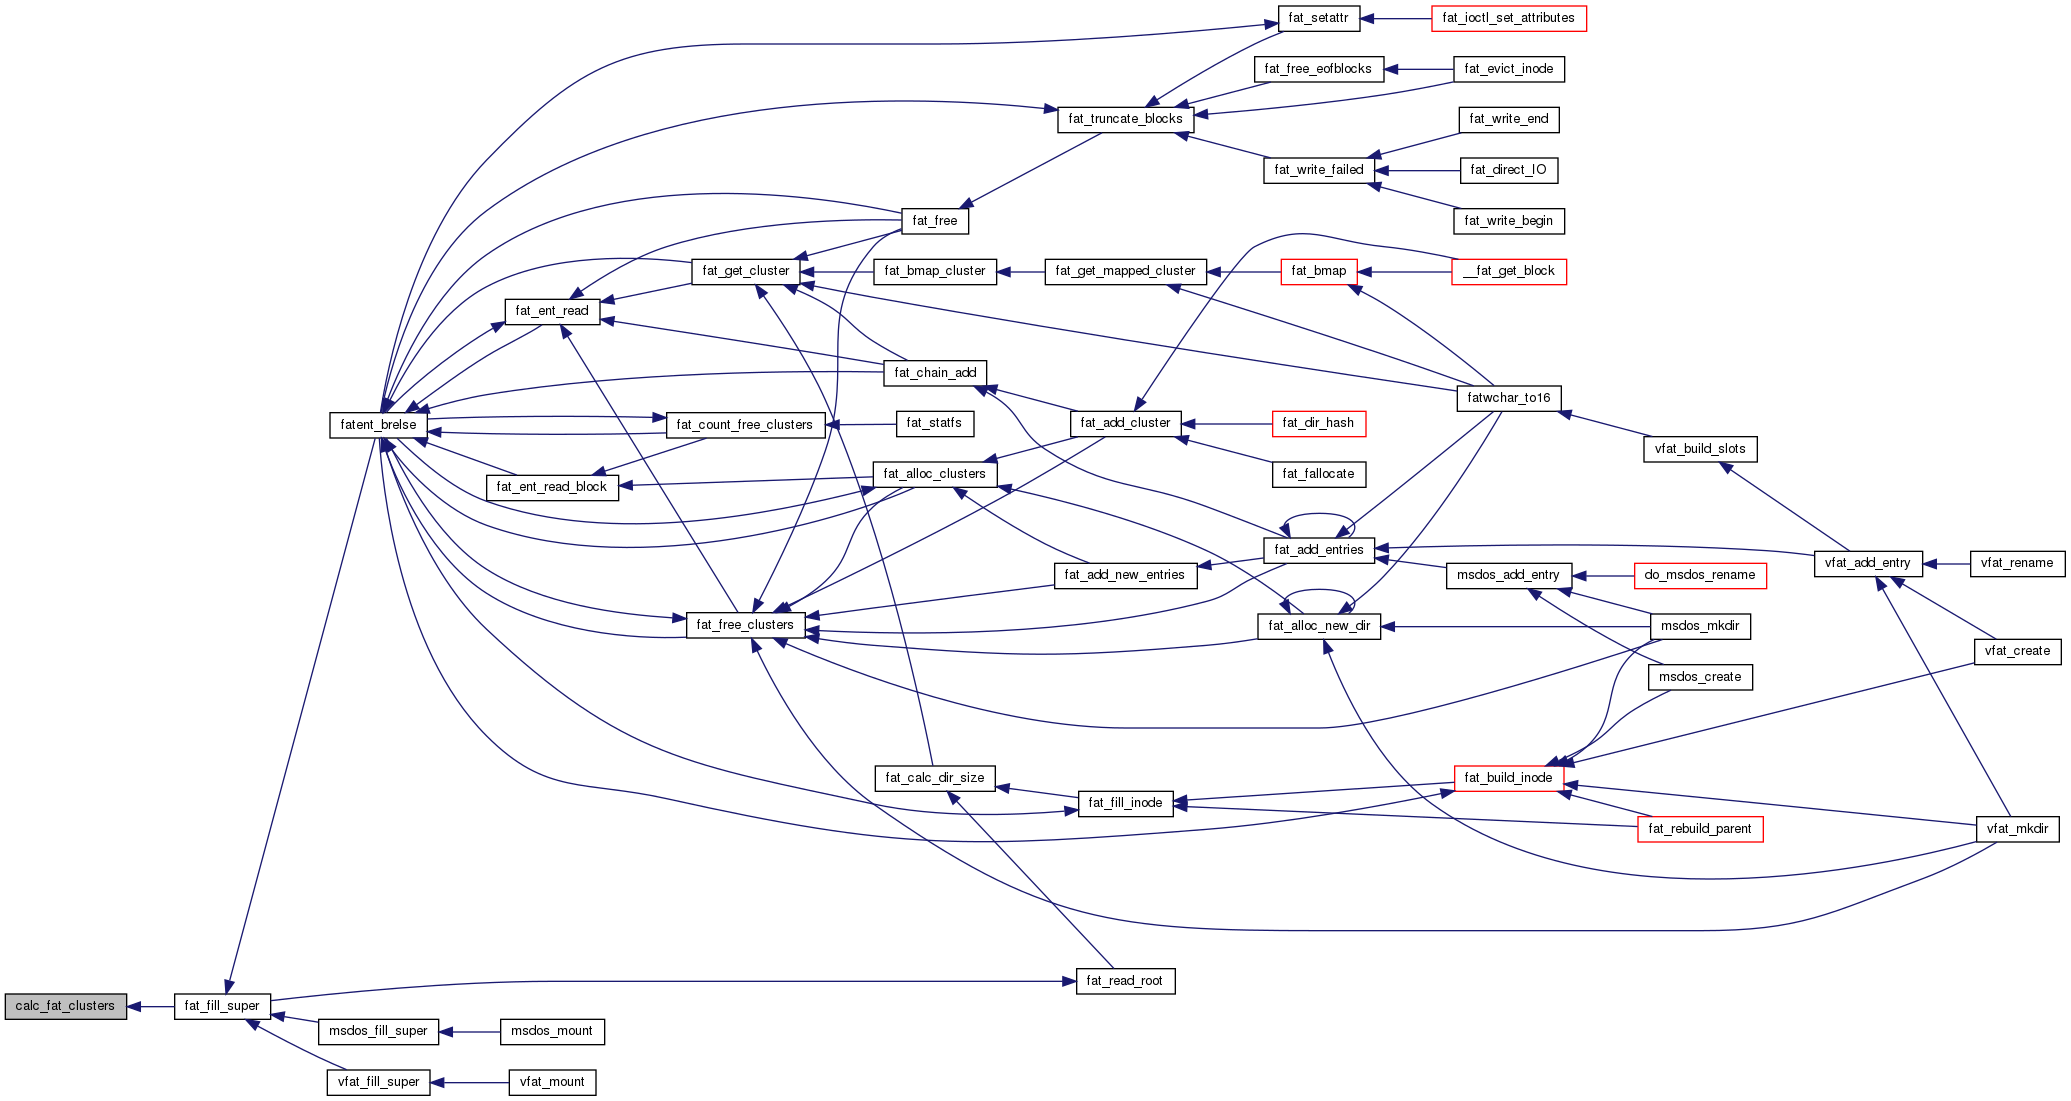 fat_setattr
fat_ioctl_set_attributes
fat_free_eofblocks
fat_evict_inode
fat_truncate_blocks
fat_write_end
fat_write_failed
fat_direct_IO
fat_free
fat_write_begin
fat_get_cluster
fat_bmap_cluster
fat_get_mapped_cluster
fat_bmap
__fat_get_block
fat_ent_read
fat_chain_add
fatwchar_to16
fatent_brelse
fat_count_free_clusters
fat_statfs
fat_add_cluster
fat_dir_hash
vfat_build_slots
fat_ent_read_block
fat_alloc_clusters
fat_fallocate
fat_add_entries
vfat_add_entry
vfat_rename
fat_add_new_entries
msdos_add_entry
do_msdos_rename
fat_free_clusters
fat_alloc_new_dir
msdos_mkdir
vfat_create
msdos_create
fat_calc_dir_size
fat_build_inode
fat_fill_inode
fat_rebuild_parent
vfat_mkdir
fat_read_root
calc_fat_clusters
fat_fill_super
msdos_fill_super
msdos_mount
vfat_fill_super
vfat_mount